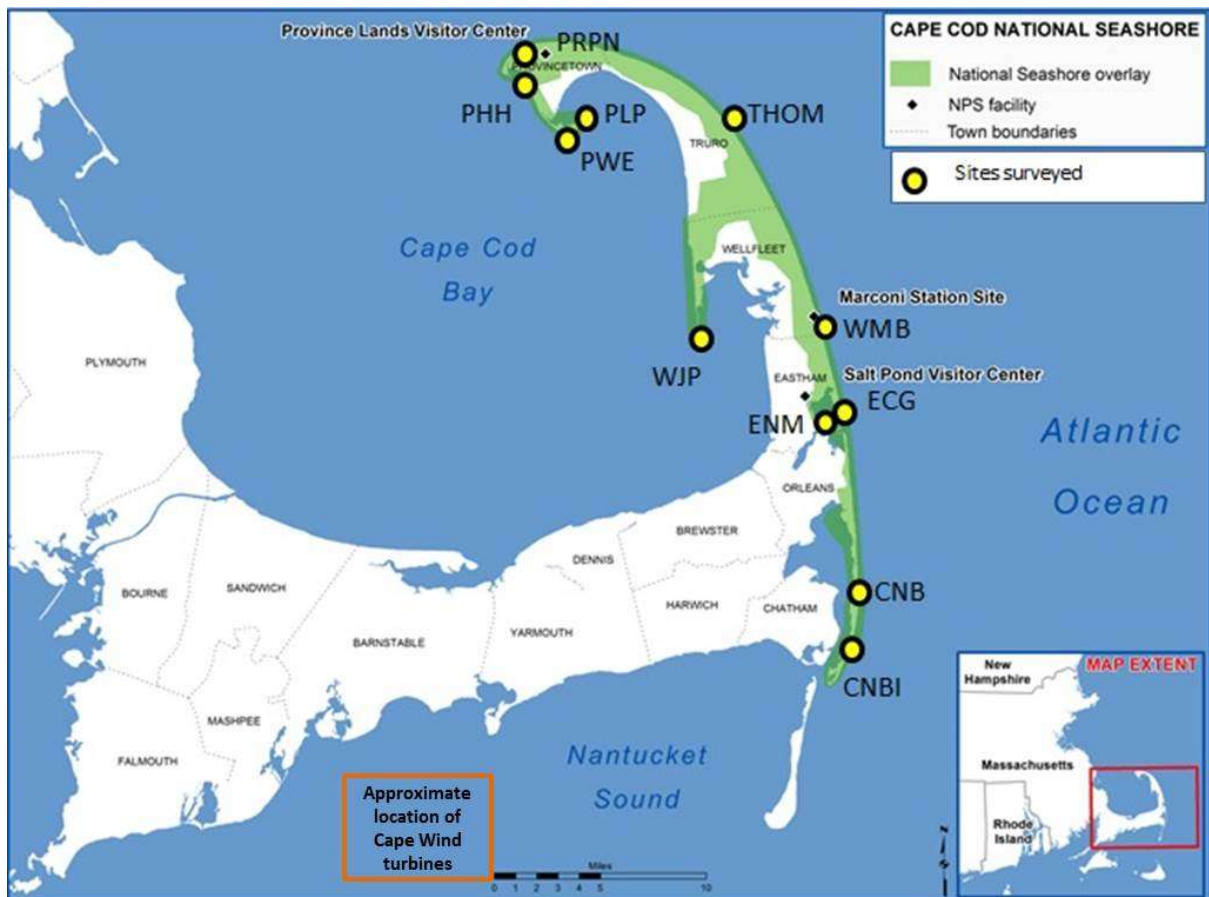 Province Lands Visitor Center
PRPN
PROVINCETOWN
PHH
PLP
PWE
THOM
TRURO
CAPE COD NATIONAL SEASHORE
National Seashore overlay
NPS facility
Town boundaries
Sites surveyed
Cape Cod
Bay
WELLFLEET
Marconi Station Site
WMB
WJP
PLYMOUTH
EASTHAM
Salt Pond Visitor Center
ECG
ENM
Atlantic
Ocean
ORLEANS
BREWSTER
DENNIS
BOURNE
SANDWICH
HARWICH
CHATHAM
CNB
BARNSTABLE
YARMOUTH
CNBI
MASHPEE
FALMOUTH
Nantucket
Sound
Approximate
location of
Cape Wind
turbines
Miles
0 1 2 3 4 5 10
N
New
Hampshire
MAP EXTENT
Massachusetts
Rhode
Island